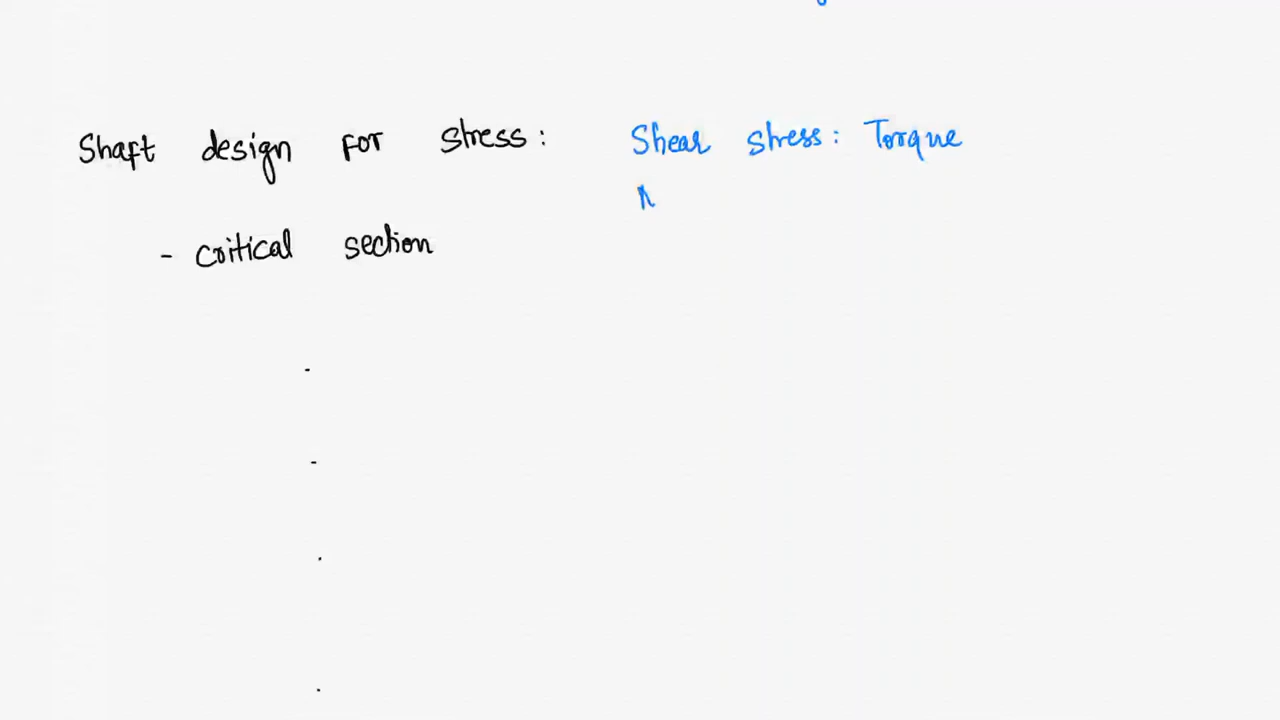 Shaft design for stress: Shear stress: Torque
- critical section